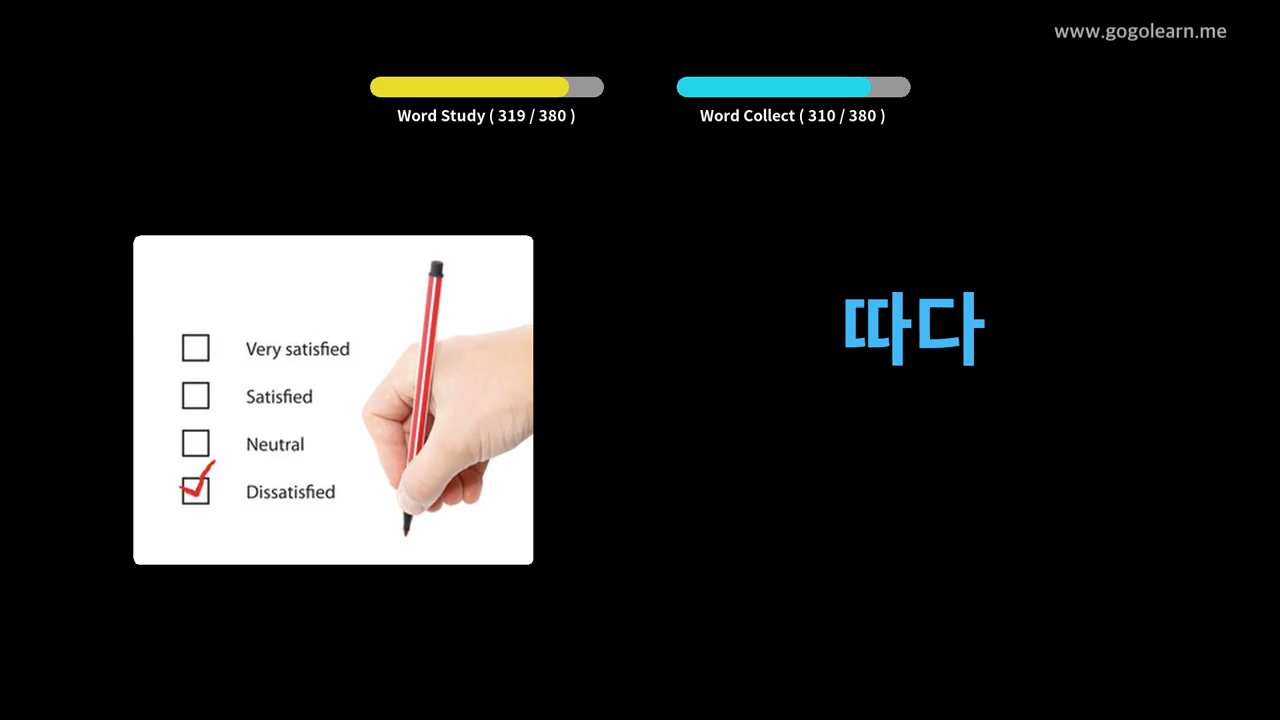 www.gogolearn.me
Word Study ( 319 / 380 )
Word Collect ( 310 / 380 )
Very satisfied
Satisfied
Neutral
Dissatisfied
따다